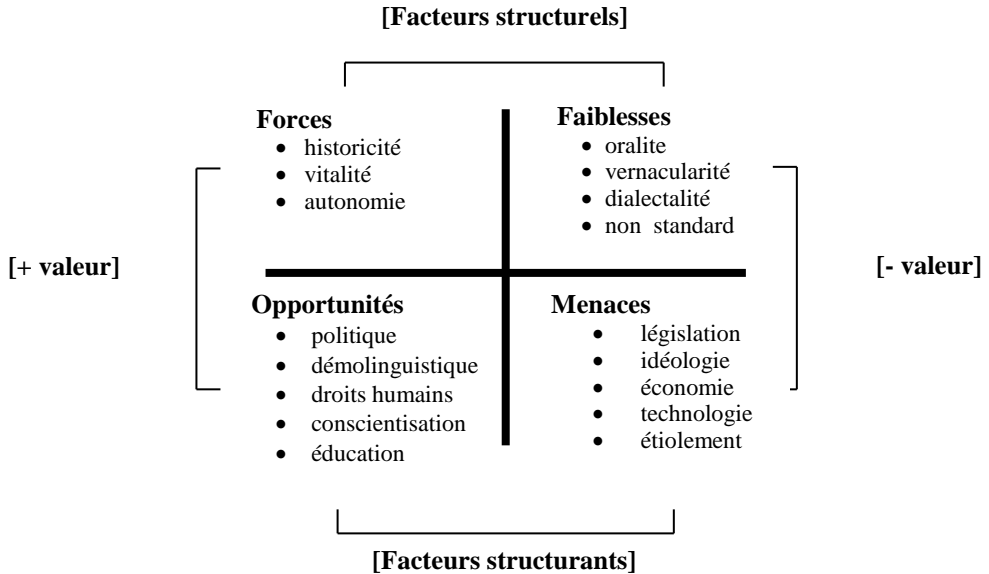 [Facteurs structurels]
Forces
• historicité
• vitalité
• autonomie
Faiblesses
• oralite
• vernacularité
• dialectalité
• non standard
[+ valeur]
[- valeur]
Opportunités
• politique
• démolinguistique
• droits humains
• conscientisation
• éducation
Menaces
• législation
• idéologie
• économie
• technologie
• étiolement
[Facteurs structurants]